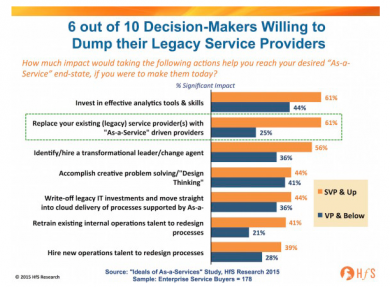 6 out of 10 Decision-Makers Willing to
Dump their Legacy Service Providers
How much impact would taking the following actions help you reach your desired "As-a-
Service" end-state, if you were to make them today?
% Significant Impact
Invest in effective analytics tools & skills
61%
44%
Replace your existing (legacy) service provider(s) with
"As-a-Service" driven providers
61%
25%
Identify/hire a transformational leader/change agent
56%
36%
Accomplish creative problem solving/"Design
Thinking"
44%
41%
Write-off legacy IT investments and move straight
into cloud delivery of processes supported by As-a-
44%
36%
Retrain existing internal operations talent to redesign
processes
41%
21%
Hire new operations talent to redesign processes
39%
28%
SVP & Up
VP & Below
© 2015 HfS Research
Source: "Ideals of As-a-Services" Study, HfS Research 2015
Sample: Enterprise Service Buyers = 178
HfS